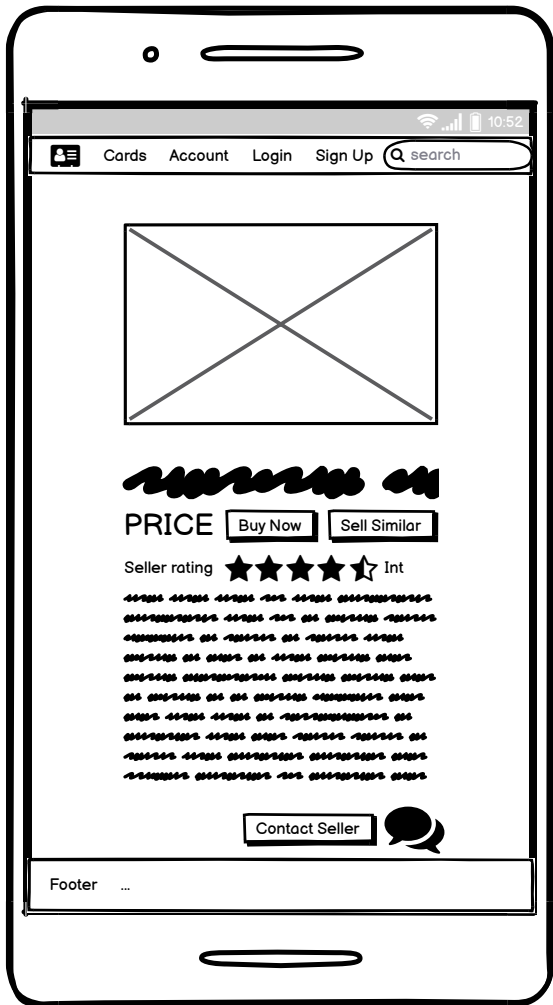 10:52
Cards Account Login Sign Up search
PRICE Buy Now Sell Similar
Seller rating Int
Contact Seller
Footer ...